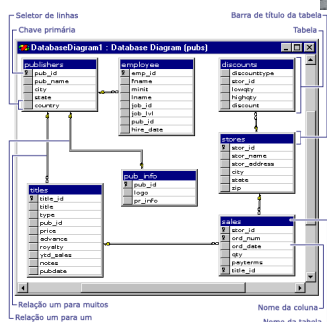 Seletor de linhas
Barra de título da tabela
Chave primária
Tabela
DatabaseDiagram1 : Database Diagram (pubs)
publishers
pub_id
pub_name
city
state
country
employee
emp_id
fname
minit
lname
job_id
job_lvl
pub_id
hire_date
discounts
discounttype
stor_id
lowqty
highqty
discount
stores
stor_id
stor_name
stor_address
city
state
zip
pub_info
pub_id
logo
pr_info
titles
title_id
title
type
pub_id
price
advance
royalty
ytd_sales
notes
pubdate
sales
stor_id
ord_num
ord_date
qty
payterms
title_id
Relação um para muitos
Nome da coluna
Relação um para um
Nome da tabela